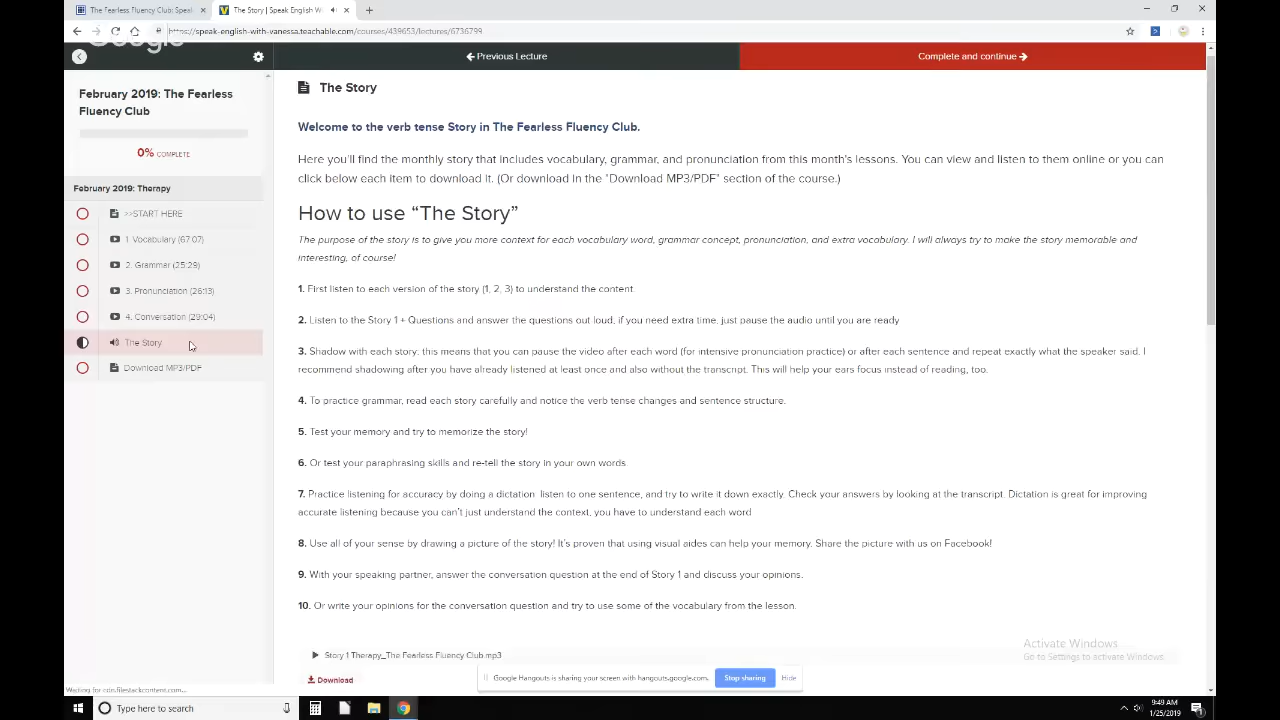 The Fearless Fluency Club: Speak
The Story | Speak English Wi
https://speak-english-with-vanessa.teachable.com/courses/439653/lectures/6736799
Google
Previous Lecture
Complete and continue
February 2019: The Fearless
Fluency Club
0% COMPLETE
February 2019: Therapy
>>START HERE
1. Vocabulary (67:07)
2. Grammar (25:29)
3. Pronunciation (26:13)
4. Conversation (29:04)
The Story
Download MP3/PDF
The Story
Welcome to the verb tense Story in The Fearless Fluency Club.
Here you'll find the monthly story that includes vocabulary, grammar, and pronunciation from this month's lessons. You can view and listen to them online or you can
click below each item to download it. (Or download in the "Download MP3/PDF" section of the course.)
How to use “The Story”
The purpose of the story is to give you more context for each vocabulary word, grammar concept, pronunciation, and extra vocabulary. I will always try to make the story memorable and
interesting, of course!
1. First listen to each version of the story (1, 2, 3) to understand the content.
2. Listen to the Story 1 + Questions and answer the questions out loud; if you need extra time, just pause the audio until you are ready
3. Shadow with each story: this means that you can pause the video after each word (for intensive pronunciation practice) or after each sentence and repeat exactly what the speaker said. I
recommend shadowing after you have already listened at least once and also without the transcript. This will help your ears focus instead of reading, too.
4. To practice grammar, read each story carefully and notice the verb tense changes and sentence structure.
5. Test your memory and try to memorize the story!
6. Or test your paraphrasing skills and re-tell the story in your own words.
7. Practice listening for accuracy by doing a dictation listen to one sentence, and try to write it down exactly. Check your answers by looking at the transcript. Dictation is great for improving
accurate listening because you can't just understand the context, you have to understand each word
8. Use all of your sense by drawing a picture of the story! It's proven that using visual aides can help your memory. Share the picture with us on Facebook!
9. With your speaking partner, answer the conversation question at the end of Story 1 and discuss your opinions.
10. Or write your opinions for the conversation question and try to use some of the vocabulary from the lesson.
Story 1 Therapy_The Fearless Fluency Club.mp3
Download
Activate Windows
Go to Settings to activate Windows.
Google Hangouts is sharing your screen with hangouts.google.com.
Stop sharing
Hide
Waiting for cdn.filestackcontent.com...
Type here to search
9:49 AM
1/25/2019